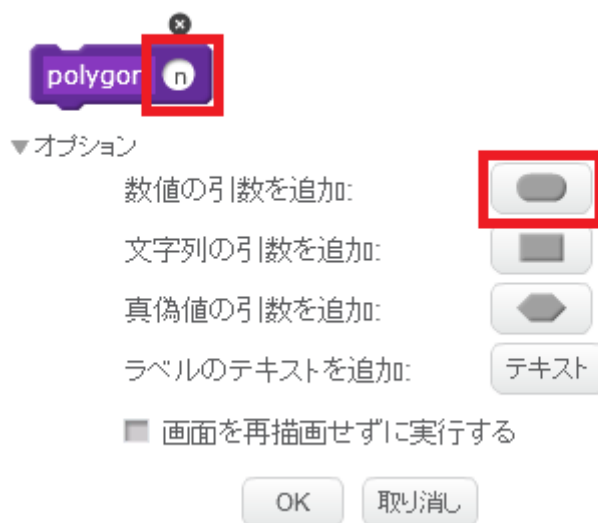 polygon n
オプション
数値の引数を追加:
文字列の引数を追加:
真偽値の引数を追加:
ラベルのテキストを追加: テキスト
画面を再描画せずに実行する
OK 取り消し